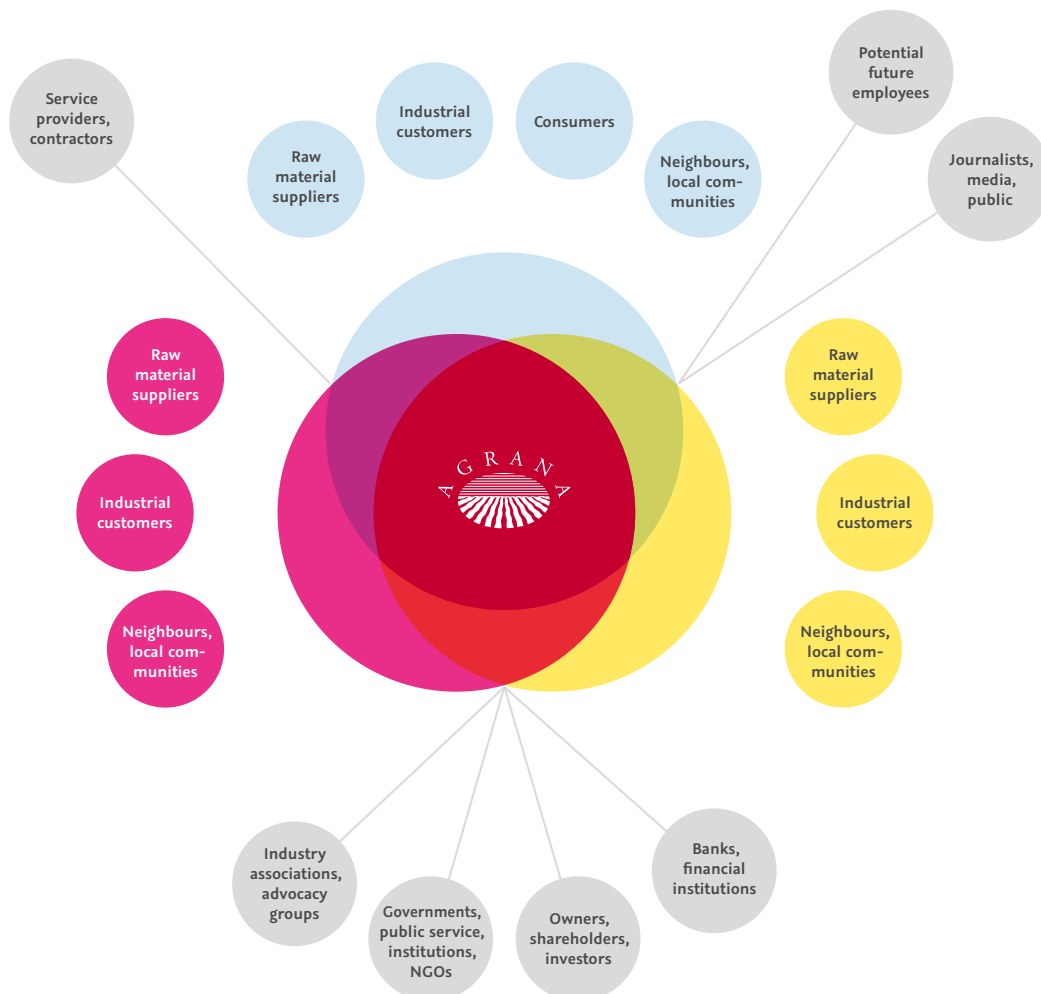 Potential
future
employees
Service
providers,
contractors
Industrial
customers
Consumers
Raw
material
suppliers
Neighbours,
local com-
munities
Journalists,
media,
public
Raw
material
suppliers
Industrial
customers
Neighbours,
local com-
munities
AGRANA
Raw
material
suppliers
Industrial
customers
Neighbours,
local com-
munities
Industry
associations,
advocacy
groups
Governments,
public service,
institutions,
NGOs
Owners,
shareholders,
investors
Banks,
financial
institutions